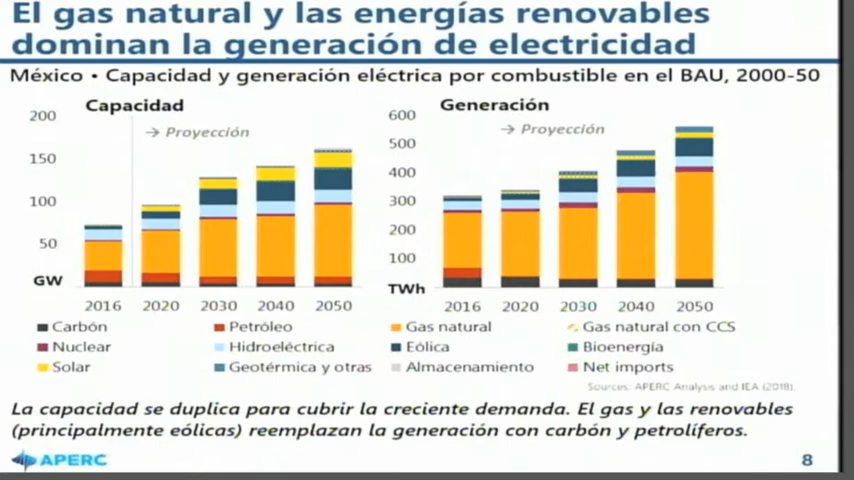 El gas natural y las energías renovables
dominan la generación de electricidad
México • Capacidad y generación eléctrica por combustible en el BAU, 2000-50
Capacidad
200
→ Proyección
150
100
50
GW
2016 2020 2030 2040 2050
Generación
600
→ Proyección
500
400
300
200
100
TWh
2016 2020 2030 2040 2050
Carbón Petróleo Gas natural Gas natural con CCS
Nuclear Hidroeléctrica Eólica Bioenergía
Solar Geotérmica y otras Almacenamiento Net imports
Sources: APERC Analysis and IEA (2018).
La capacidad se duplica para cubrir la creciente demanda. El gas y las renovables
(principalmente eólicas) reemplazan la generación con carbón y petrolíferos.
APERC
8